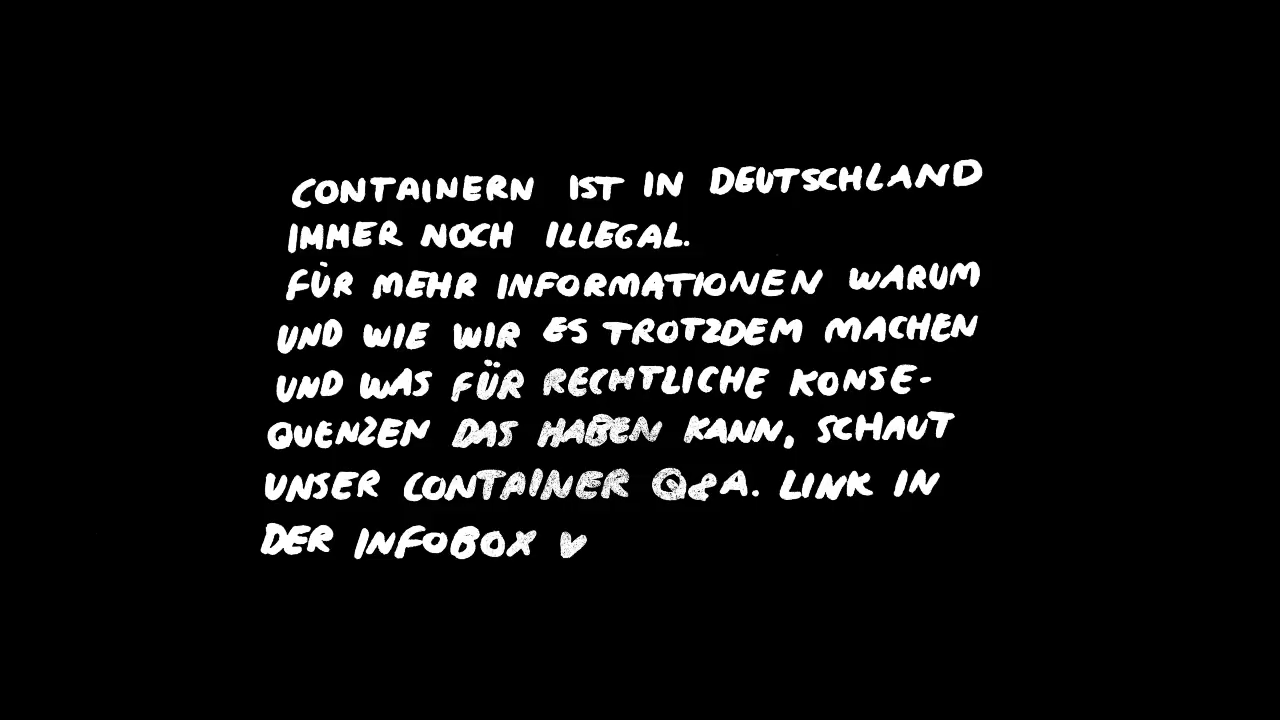 CONTAINERN IST IN DEUTSCHLAND
IMMER NOCH ILLEGAL.
FÜR MEHR INFORMATIONEN WARUM
UND WIE WIR ES TROTZDEM MACHEN
UND WAS FÜR RECHTLICHE KONSE-
QUENZEN DAS HABEN KANN, SCHAUT
UNSER CONTAINER Q&A. LINK IN
DER INFOBOX ♥